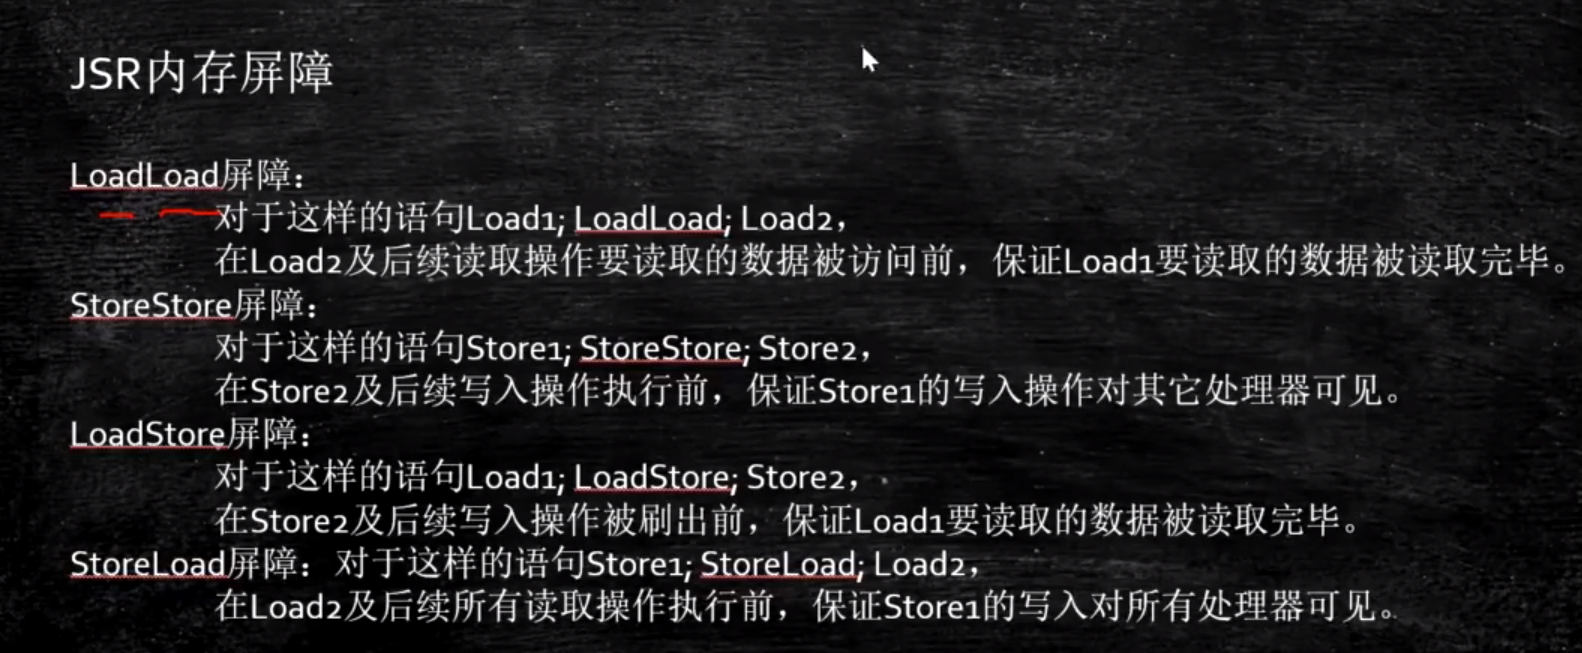 JSR内存屏障
LoadLoad屏障：
对于这样的语句Load1; LoadLoad; Load2，
在Load2及后续读取操作要读取的数据被访问前，保证Load1要读取的数据被读取完毕。
StoreStore屏障：
对于这样的语句Store1; StoreStore; Store2，
在Store2及后续写入操作执行前，保证Store1的写入操作对其它处理器可见。
LoadStore屏障：
对于这样的语句Load1; LoadStore; Store2，
在Store2及后续写入操作被刷出前，保证Load1要读取的数据被读取完毕。
StoreLoad屏障：对于这样的语句Store1; StoreLoad; Load2，
在Load2及后续所有读取操作执行前，保证Store1的写入对所有处理器可见。